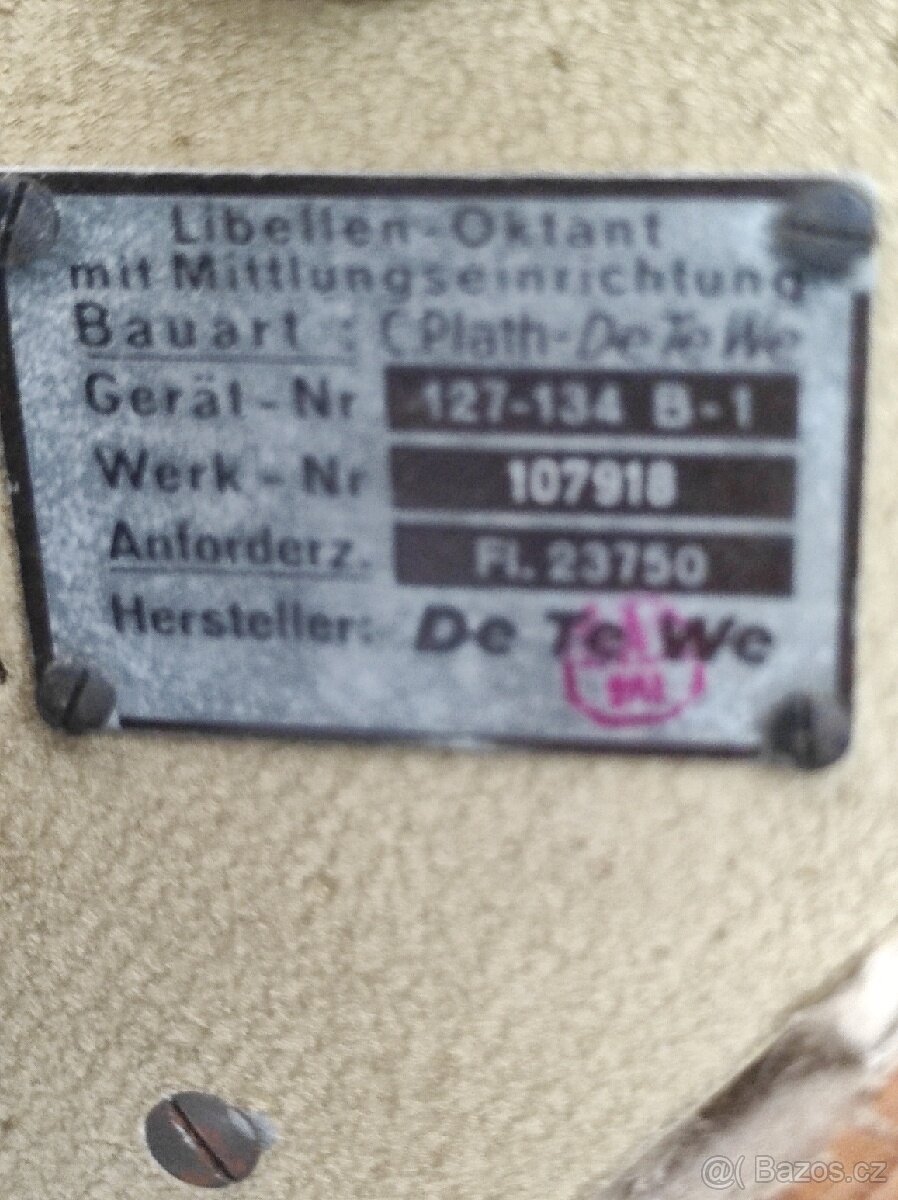 Libellen-Oktant
mit Mittlungseinrichtung
Bauart : C Plath-DeTeWe
Gerät-Nr 127-134 B-1
Werk-Nr 107918
Anforderz. Fl. 23750
Hersteller: De Te We
@( Bazos.cz